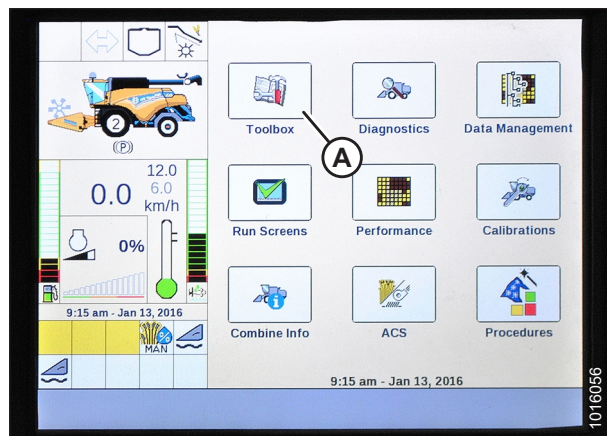 2
(P)
12.0
6.0
0.0 km/h
0%
9:15 am - Jan 13, 2016
MAN
Toolbox
Diagnostics
Data Management
A
Run Screens
Performance
Calibrations
Combine Info
ACS
Procedures
9:15 am - Jan 13, 2016
1016056